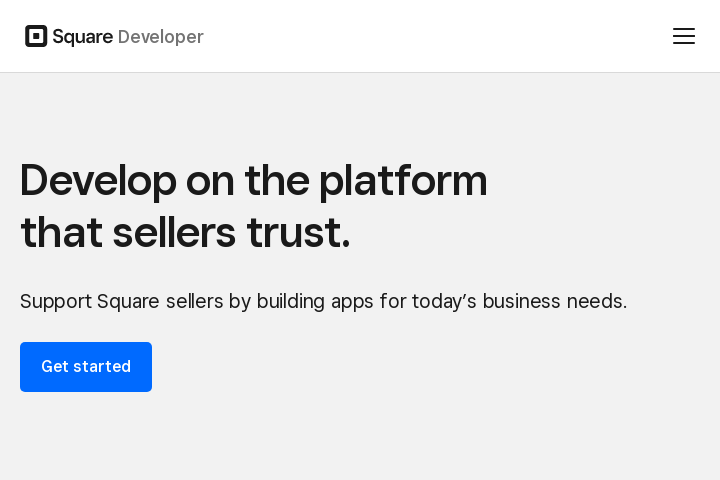 Square Developer
Develop on the platform
that sellers trust.
Support Square sellers by building apps for today’s business needs.
Get started